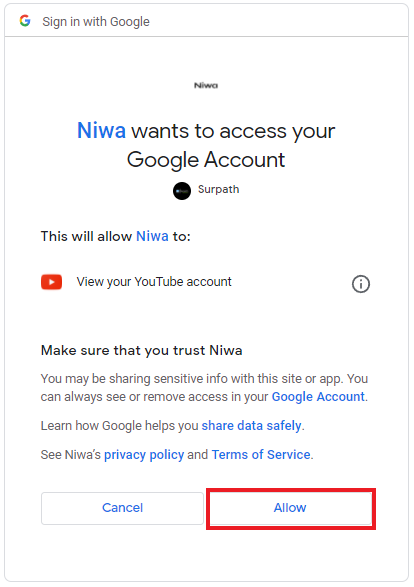 Sign in with Google
Niwa
Niwa wants to access your
Google Account
Surpath
This will allow Niwa to:
View your YouTube account
Make sure that you trust Niwa
You may be sharing sensitive info with this site or app. You
can always see or remove access in your Google Account.
Learn how Google helps you share data safely.
See Niwa's privacy policy and Terms of Service.
Cancel
Allow